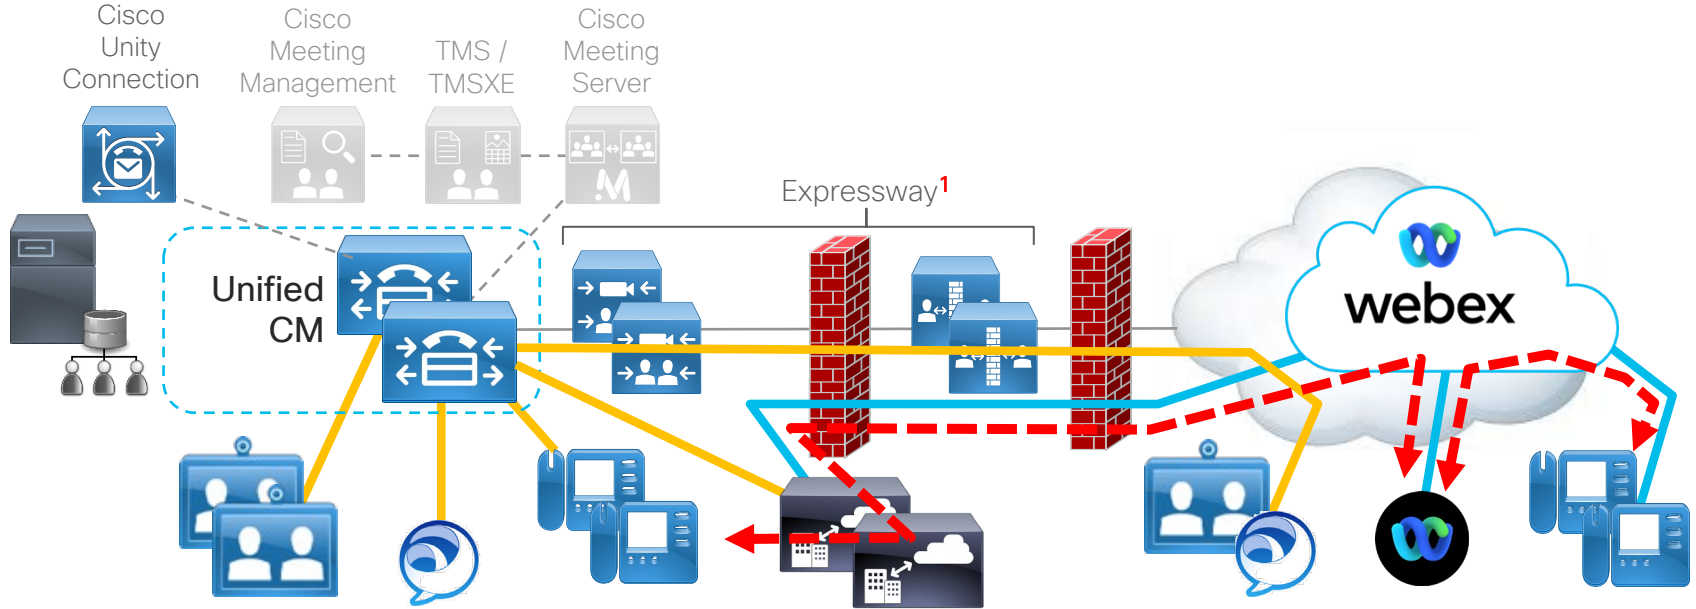 Cisco
Unity
Connection
Cisco
Meeting
Management
TMS /
TMSXE
Cisco
Meeting
Server
Expressway1
Unified
CM
webex